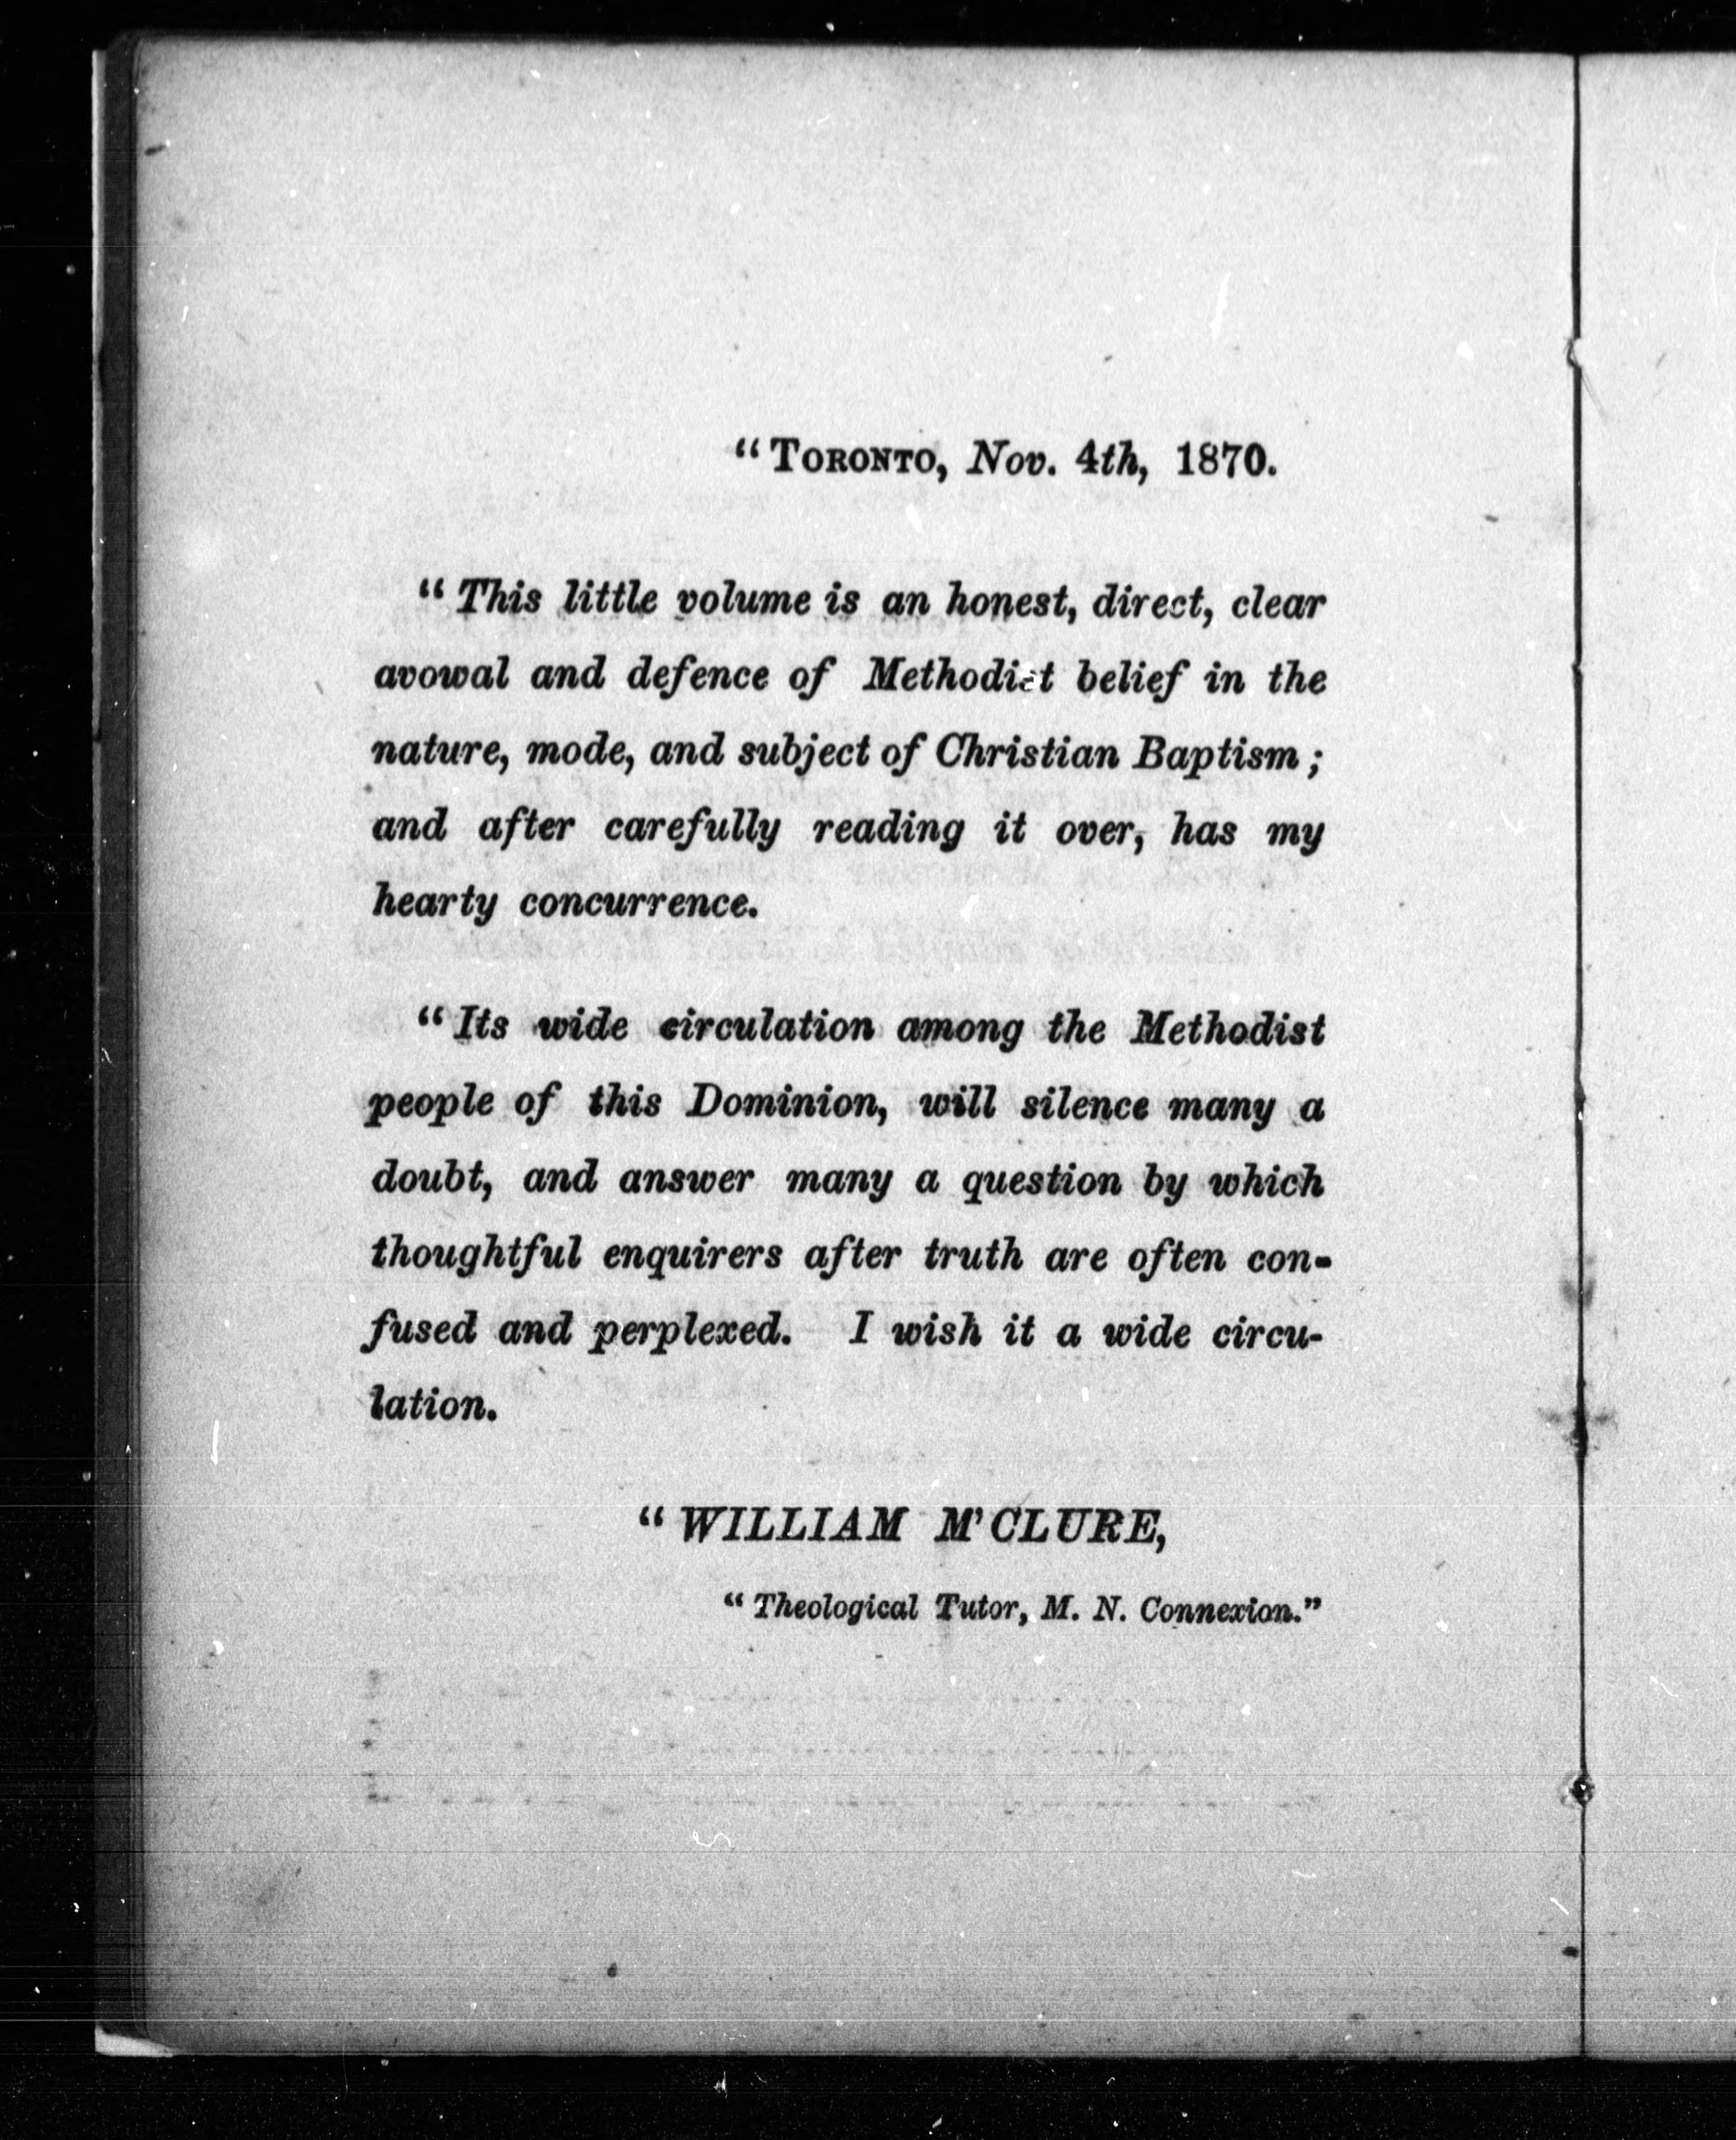 “TORONTO, Nov. 4th, 1870.
“This little volume is an honest, direct, clear
avowal and defence of Methodist belief in the
nature, mode, and subject of Christian Baptism;
and after carefully reading it over, has my
hearty concurrence.
“Its wide circulation among the Methodist
people of this Dominion, will silence many a
doubt, and answer many a question by which
thoughtful enquirers after truth are often con-
fused and perplexed. I wish it a wide circu-
lation.
“WILLIAM M'CLURE,
“Theological Tutor, M. N. Connexion.”